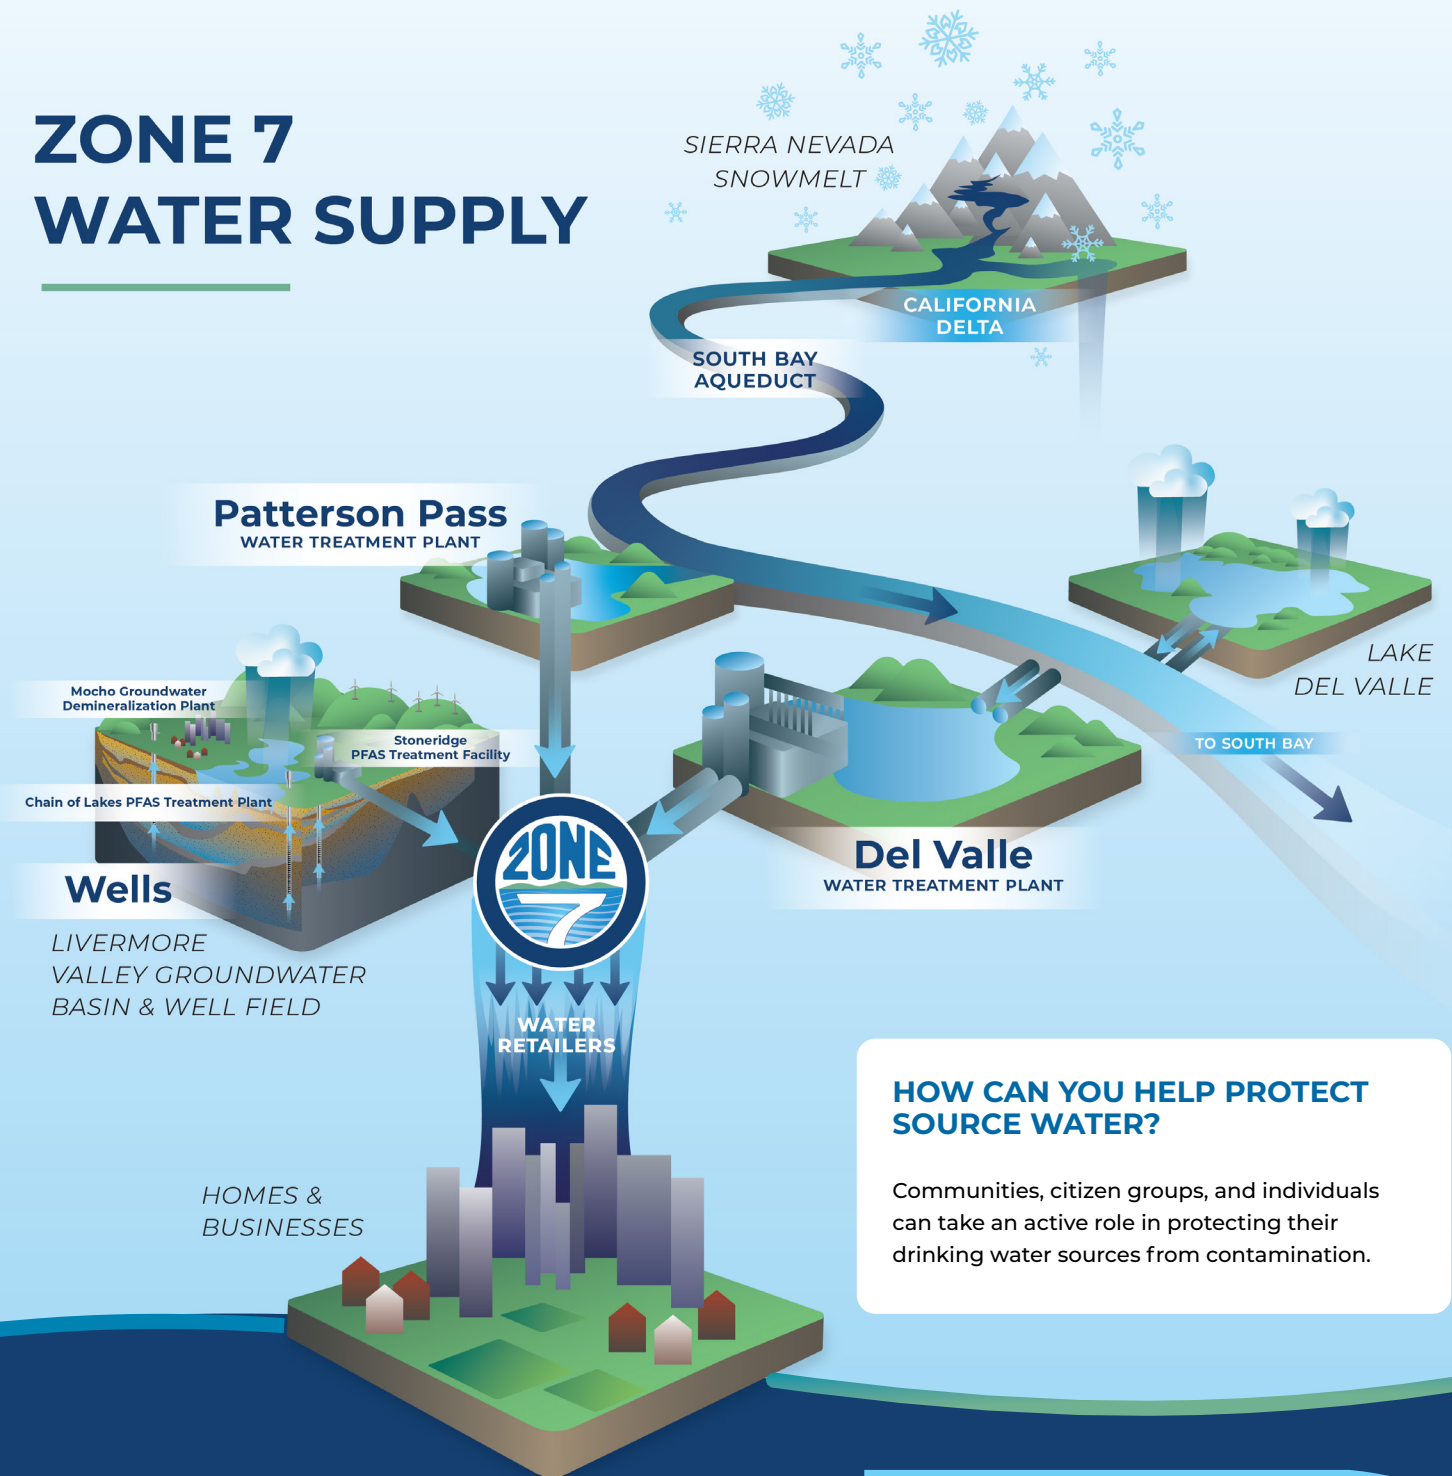 ZONE 7
WATER SUPPLY
SIERRA NEVADA
SNOWMELT
CALIFORNIA
DELTA
SOUTH BAY
AQUEDUCT
Patterson Pass
WATER TREATMENT PLANT
LAKE
DEL VALLE
Mocho Groundwater
Demineralization Plant
Stoneridge
PFAS Treatment Facility
TO SOUTH BAY
Chain of Lakes PFAS Treatment Plant
ZONE
7
Del Valle
WATER TREATMENT PLANT
Wells
LIVERMORE
VALLEY GROUNDWATER
BASIN & WELL FIELD
WATER
RETAILERS
HOW CAN YOU HELP PROTECT
SOURCE WATER?
Communities, citizen groups, and individuals
can take an active role in protecting their
drinking water sources from contamination.
HOMES &
BUSINESSES